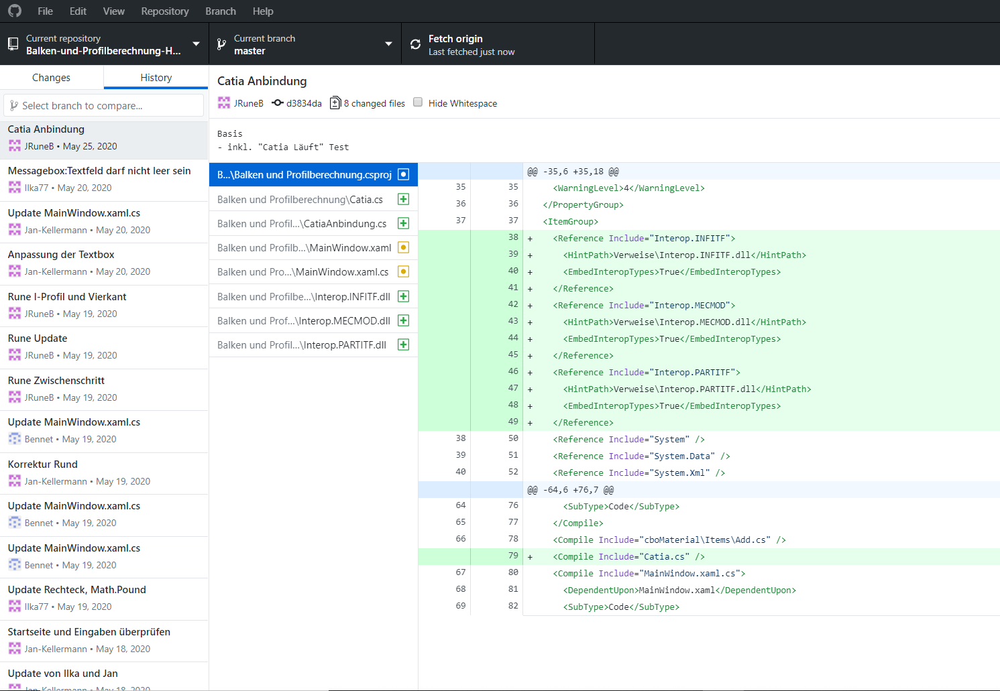 File Edit View Repository Branch Help
Current repository
Balken-und-Profilberechnung-H...
Current branch
master
Fetch origin
Last fetched just now
Changes
History
Select branch to compare...
Catia Anbindung
JRuneB • May 25, 2020
Messagebox:Textfeld darf nicht leer sein
Ilka77 • May 20, 2020
Update MainWindow.xaml.cs
Jan-Kellermann • May 20, 2020
Anpassung der Textbox
Jan-Kellermann • May 20, 2020
Rune I-Profil und Vierkant
JRuneB • May 19, 2020
Rune Update
JRuneB • May 19, 2020
Rune Zwischenschritt
JRuneB • May 19, 2020
Update MainWindow.xaml.cs
Bennet • May 19, 2020
Korrektur Rund
Jan-Kellermann • May 19, 2020
Update MainWindow.xaml.cs
Bennet • May 19, 2020
Update MainWindow.xaml.cs
Bennet • May 19, 2020
Update Rechteck, Math.Pound
Ilka77 • May 19, 2020
Startseite und Eingaben überprüfen
Jan-Kellermann • May 18, 2020
Update von Ilka und Jan
Jan-Kellermann • May 18, 2020
Catia Anbindung
JRuneB d3834da 8 changed files Hide Whitespace
Basis
- inkl. "Catia Läuft" Test
B...\Balken und Profilberechnung.csproj
Balken und Profilberechnung\Catia.cs
Balken und Profil...\CatiaAnbindung.cs
Balken und Profilb...\MainWindow.xaml
Balken und Pro...\MainWindow.xaml.cs
Balken und Profilbe...\Interop.INFITF.dll
Balken und Prof...\Interop.MECMOD.dll
Balken und Profil...\Interop.PARTITF.dll
@@ -35,6 +35,18 @@
35 35 <WarningLevel>4</WarningLevel>
36 36 </PropertyGroup>
37 37 <ItemGroup>
38 + <Reference Include="Interop.INFITF">
39 + <HintPath>Verweise\Interop.INFITF.dll</HintPath>
40 + <EmbedInteropTypes>True</EmbedInteropTypes>
41 + </Reference>
42 + <Reference Include="Interop.MECMOD">
43 + <HintPath>Verweise\Interop.MECMOD.dll</HintPath>
44 + <EmbedInteropTypes>True</EmbedInteropTypes>
45 + </Reference>
46 + <Reference Include="Interop.PARTITF">
47 + <HintPath>Verweise\Interop.PARTITF.dll</HintPath>
48 + <EmbedInteropTypes>True</EmbedInteropTypes>
49 + </Reference>
38 50 <Reference Include="System" />
39 51 <Reference Include="System.Data" />
40 52 <Reference Include="System.Xml" />
@@ -64,6 +76,7 @@
64 76 <SubType>Code</SubType>
65 77 </Compile>
66 78 <Compile Include="cboMaterial\Items\Add.cs" />
79 + <Compile Include="Catia.cs" />
67 80 <Compile Include="MainWindow.xaml.cs">
68 81 <DependentUpon>MainWindow.xaml</DependentUpon>
69 82 <SubType>Code</SubType>